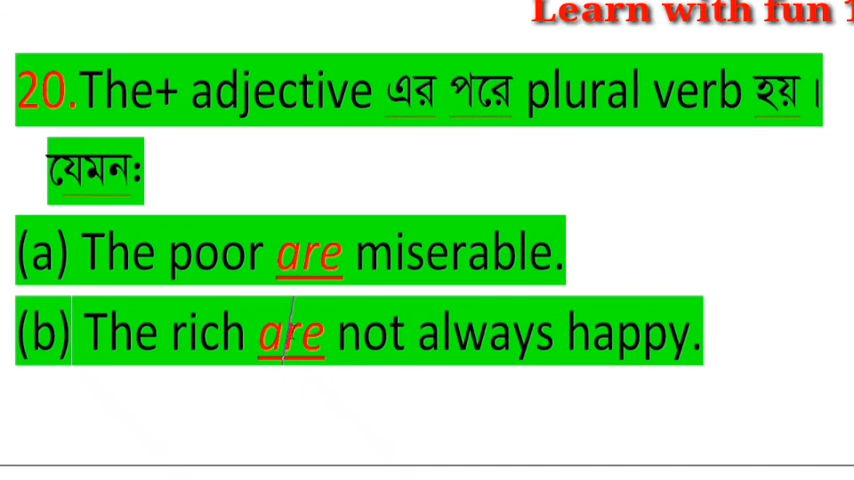 Learn with fun 1
20.The+ adjective এর পরে plural verb হয়।
যেমন:
(a) The poor are miserable.
(b) The rich are not always happy.